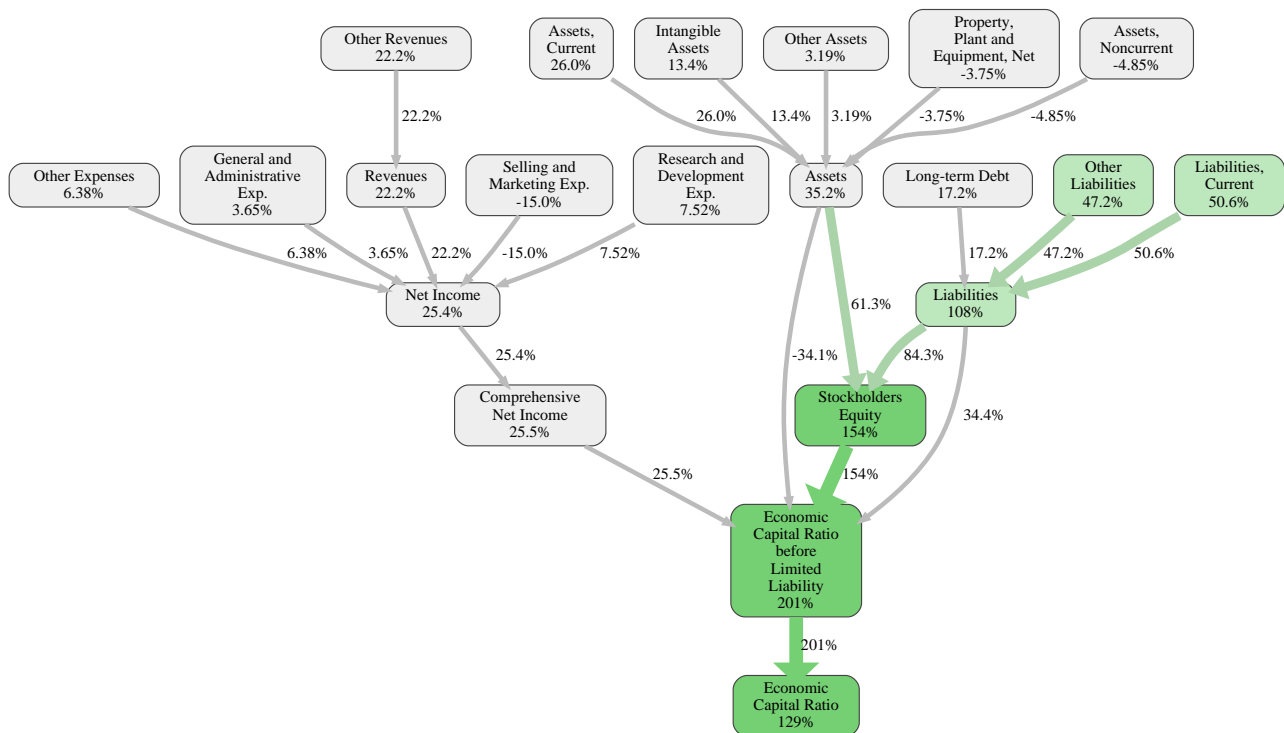 Other Revenues
22.2%
Assets,
Current
26.0%
Intangible
Assets
13.4%
Other Assets
3.19%
Property,
Plant and
Equipment, Net
-3.75%
Assets,
Noncurrent
-4.85%
22.2%
26.0%
13.4%
3.19%
-3.75%
-4.85%
Other Expenses
6.38%
General and
Administrative
Exp.
3.65%
Revenues
22.2%
Selling and
Marketing Exp.
-15.0%
Research and
Development
Exp.
7.52%
Assets
35.2%
Long-term Debt
17.2%
Other
Liabilities
47.2%
Liabilities,
Current
50.6%
6.38%
3.65%
22.2%
-15.0%
7.52%
17.2%
47.2%
50.6%
Net Income
25.4%
Liabilities
108%
61.3%
25.4%
-34.1%
84.3%
Comprehensive
Net Income
25.5%
Stockholders
Equity
154%
34.4%
25.5%
154%
Economic
Capital Ratio
before
Limited
Liability
201%
201%
Economic
Capital Ratio
129%